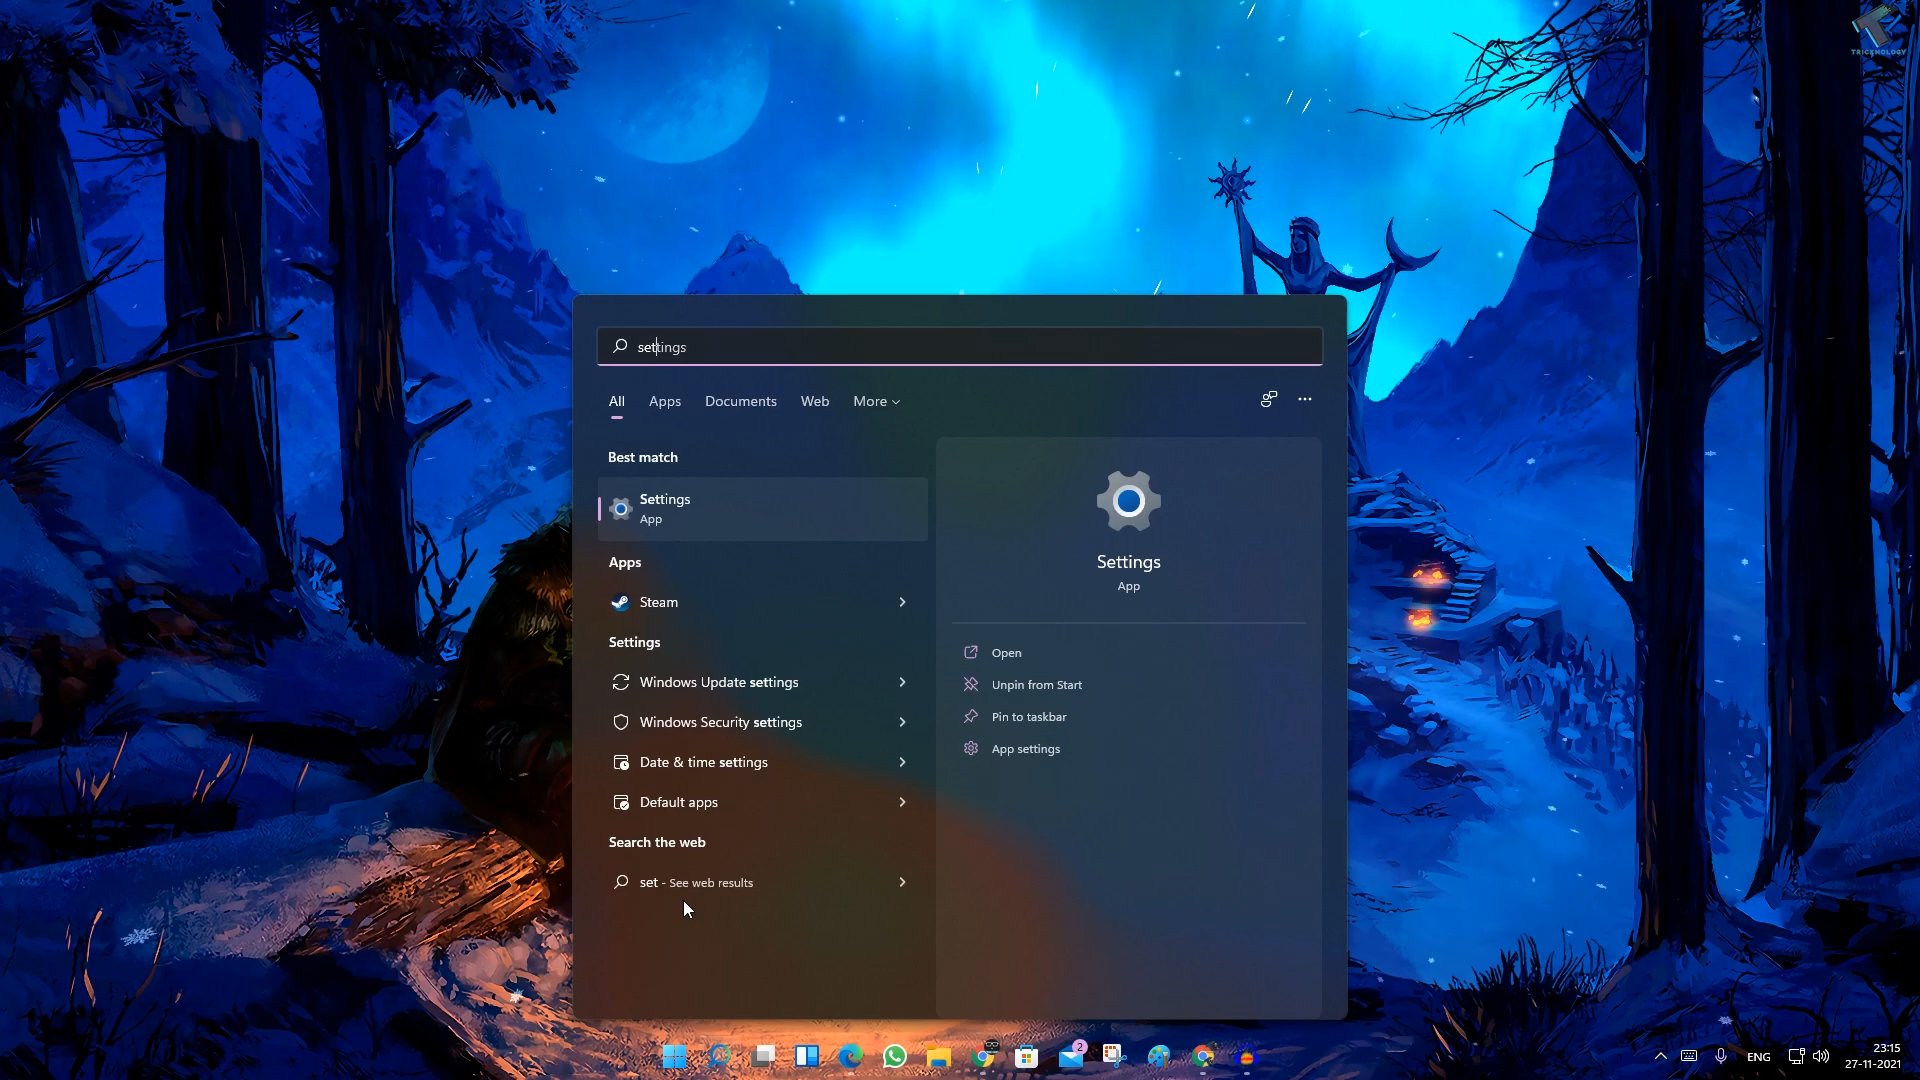 TRICKNOLOGY
settings
All Apps Documents Web More
Best match
Settings
App
Apps
Steam
Settings
Windows Update settings
Windows Security settings
Date & time settings
Default apps
Search the web
set - See web results
Settings
App
Open
Unpin from Start
Pin to taskbar
App settings
2
ENG
23:15
27-11-2021